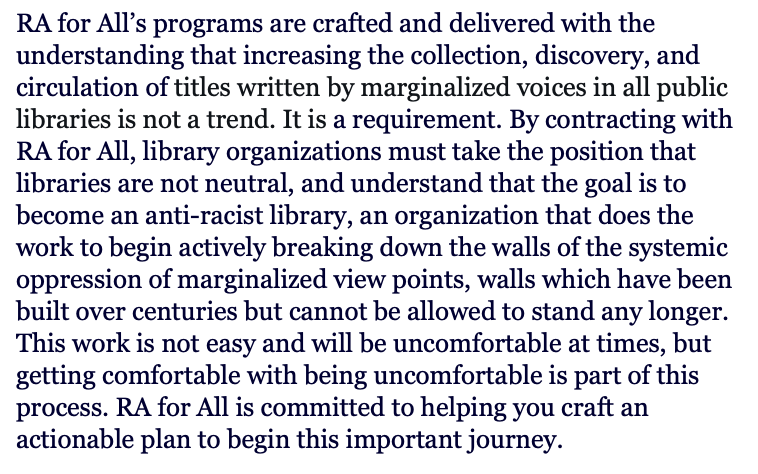 RA for All’s programs are crafted and delivered with the
understanding that increasing the collection, discovery, and
circulation of titles written by marginalized voices in all public
libraries is not a trend. It is a requirement. By contracting with
RA for All, library organizations must take the position that
libraries are not neutral, and understand that the goal is to
become an anti-racist library, an organization that does the
work to begin actively breaking down the walls of the systemic
oppression of marginalized view points, walls which have been
built over centuries but cannot be allowed to stand any longer.
This work is not easy and will be uncomfortable at times, but
getting comfortable with being uncomfortable is part of this
process. RA for All is committed to helping you craft an
actionable plan to begin this important journey.